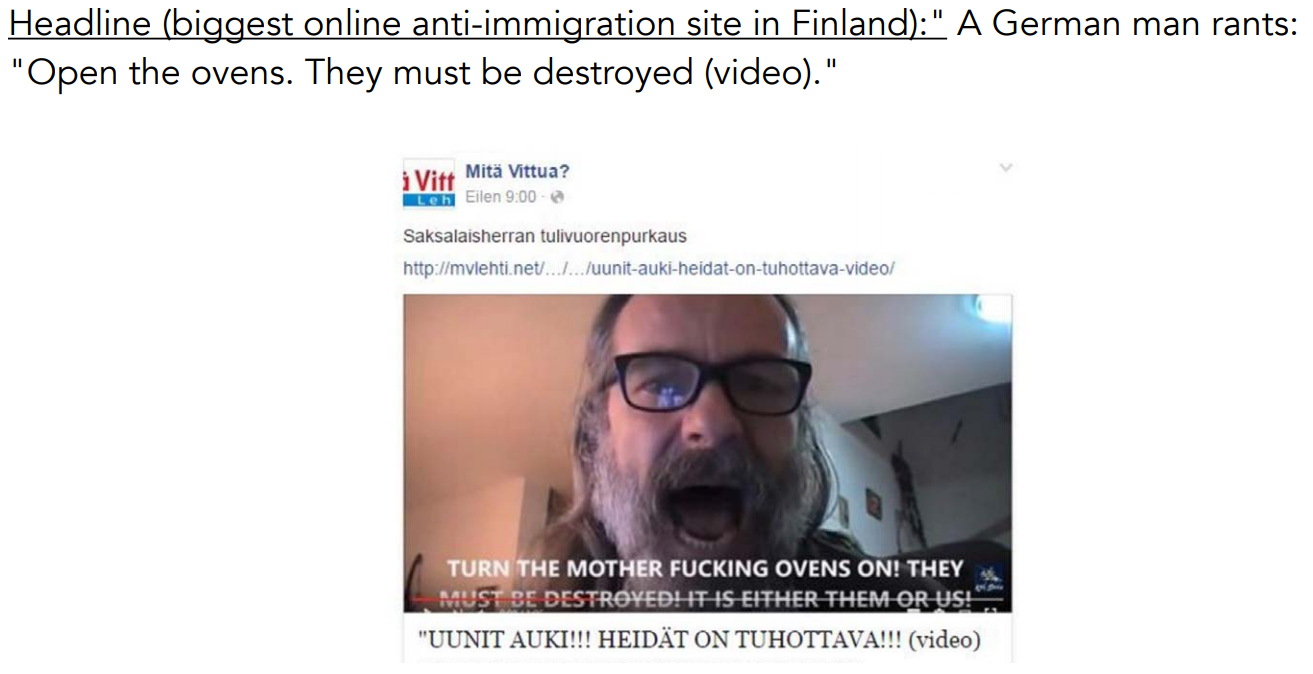 Headline (biggest online anti-immigration site in Finland):" A German man rants:
"Open the ovens. They must be destroyed (video)."
ä Vitt
Leh
Mitä Vittua?
Eilen 9:00 ·
Saksalaisherran tulivuorenpurkaus
http://mvlehti.net/.../.../uunit-auki-heidat-on-tuhottava-video/
TURN THE MOTHER FUCKING OVENS ON! THEY
MUST BE DESTROYED! IT IS EITHER THEM OR US!
"UUNIT AUKI!!! HEIDÄT ON TUHOTTAVA!!! (video)